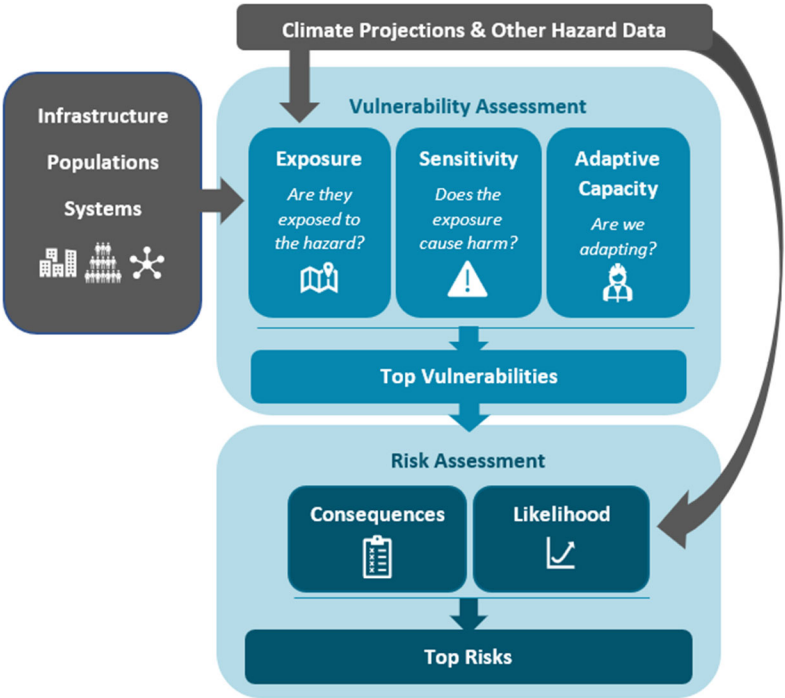 Climate Projections & Other Hazard Data
Infrastructure
Populations
Systems
Vulnerability Assessment
Exposure
Are they
exposed to
the hazard?
Sensitivity
Does the
exposure
cause harm?
Adaptive
Capacity
Are we
adapting?
Top Vulnerabilities
Risk Assessment
Consequences
Likelihood
Top Risks